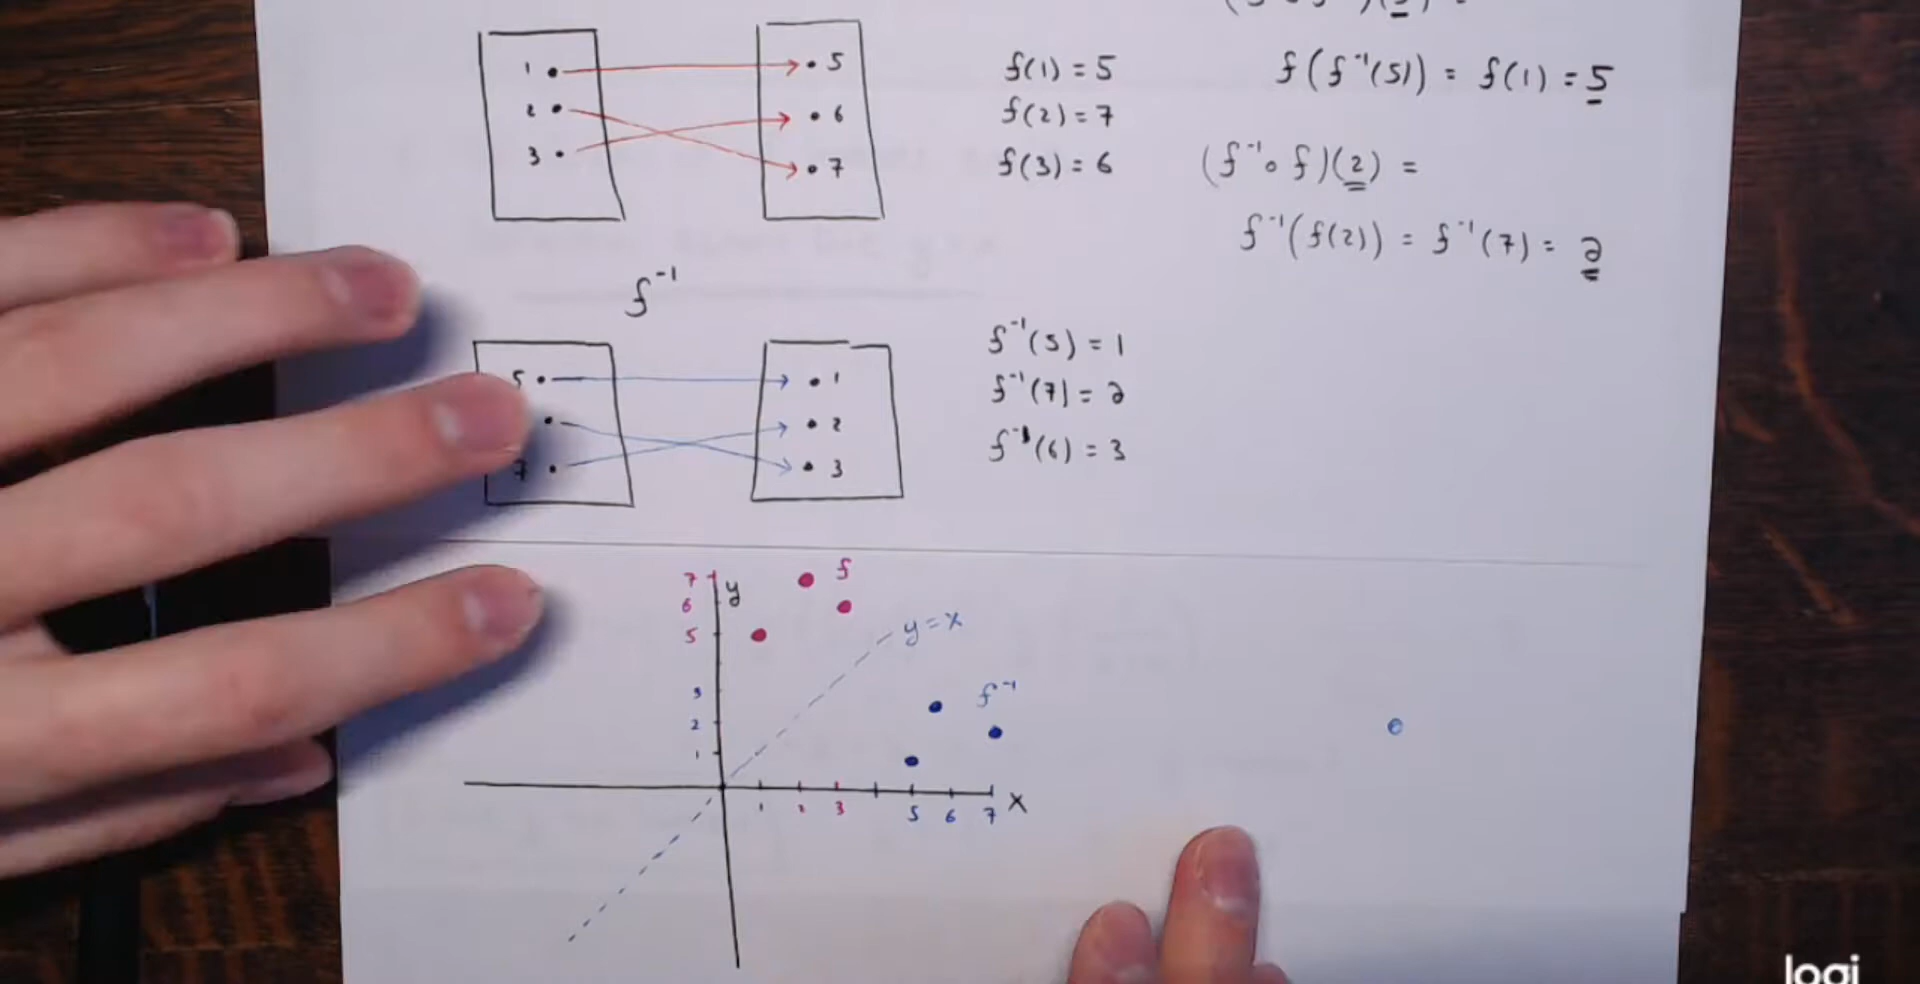 1 5
2 6
3 7
f(1) = 5
f(2) = 7
f(3) = 6
f(f⁻¹(5)) = f(1) = 5
(f⁻¹∘f)(2) =
f⁻¹(f(2)) = f⁻¹(7) = 2
f⁻¹
5 1
2
7 3
f⁻¹(5) = 1
f⁻¹(7) = 2
f⁻¹(6) = 3
7 y f
6
5 y = x
3 f⁻¹
2
1
1 2 3 5 6 7 x
logi